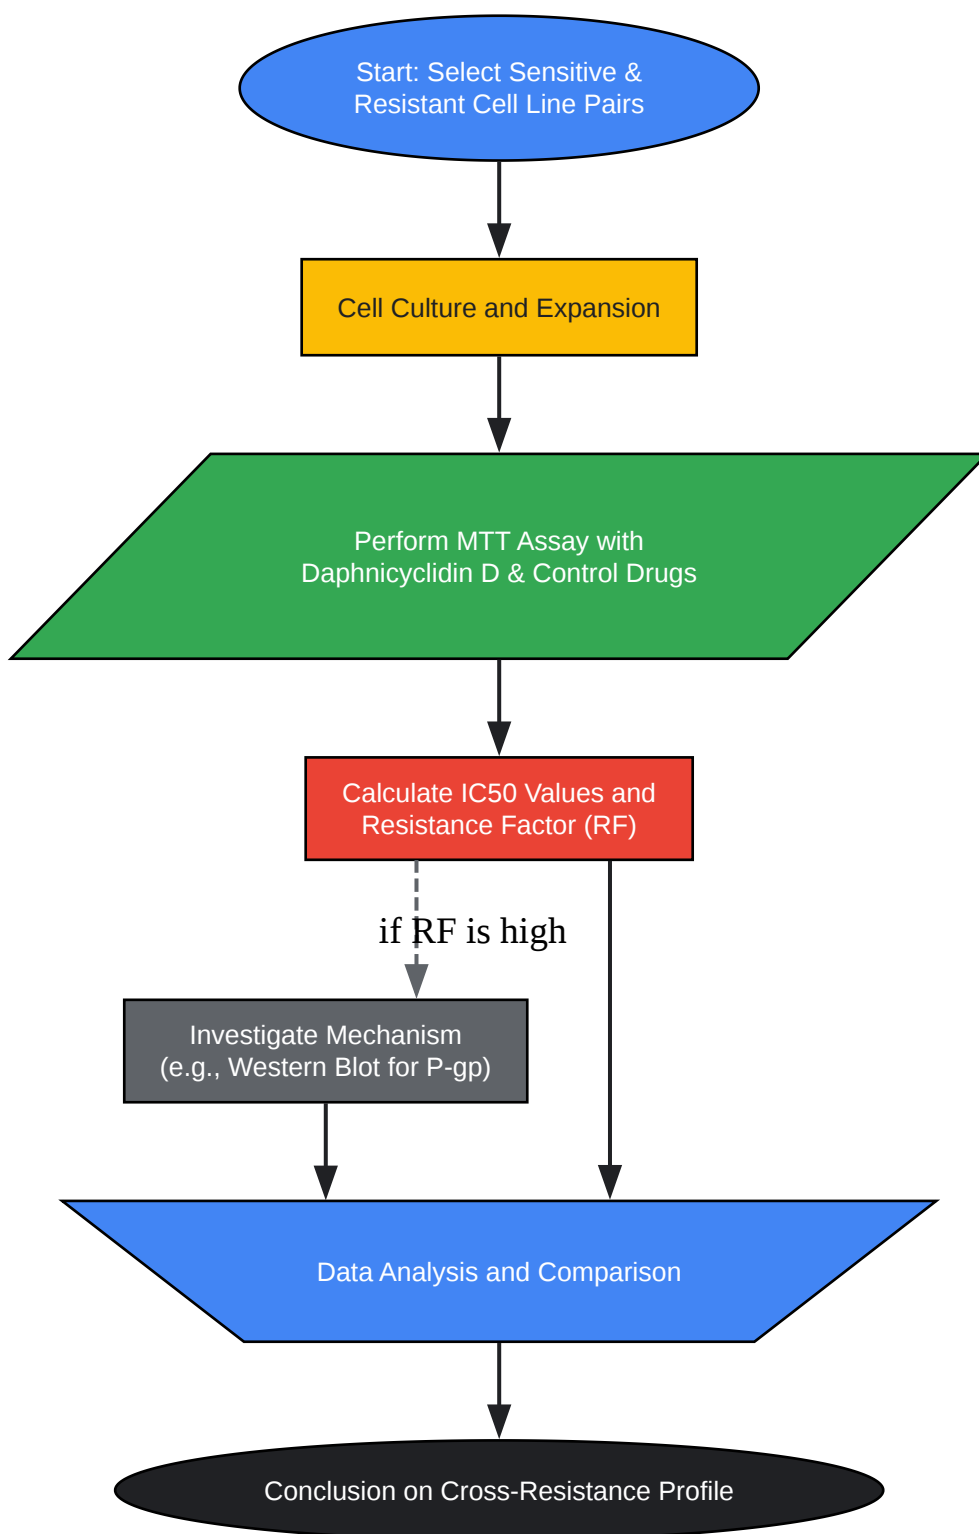 Start: Select Sensitive &
Resistant Cell Line Pairs
Cell Culture and Expansion
Perform MTT Assay with
Daphnicyclidin D & Control Drugs
Calculate IC50 Values and
Resistance Factor (RF)
if RF is high
Investigate Mechanism
(e.g., Western Blot for P-gp)
Data Analysis and Comparison
Conclusion on Cross-Resistance Profile